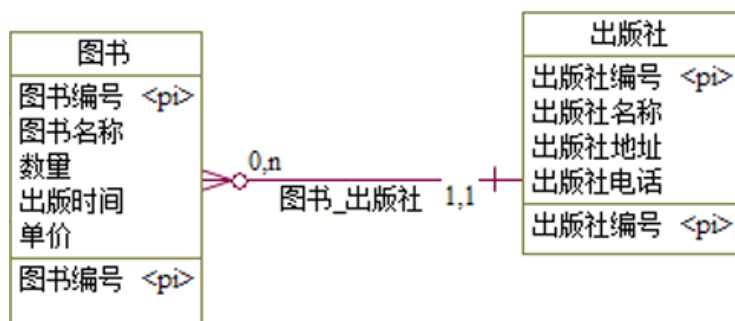 图书
图书编号 <pi>
图书名称
数量
出版时间
单价
图书编号 <pi>
0,n
图书_出版社
1,1
出版社
出版社编号 <pi>
出版社名称
出版社地址
出版社电话
出版社编号 <pi>